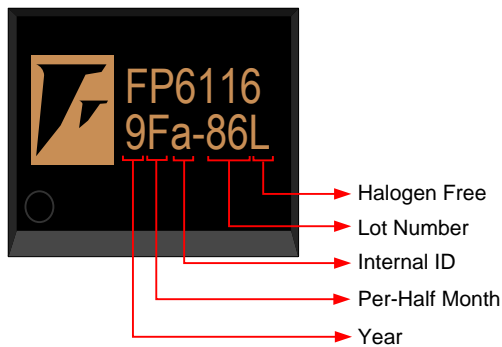 FP6116
9Fa-86L
Halogen Free
Lot Number
Internal ID
Per-Half Month
Year